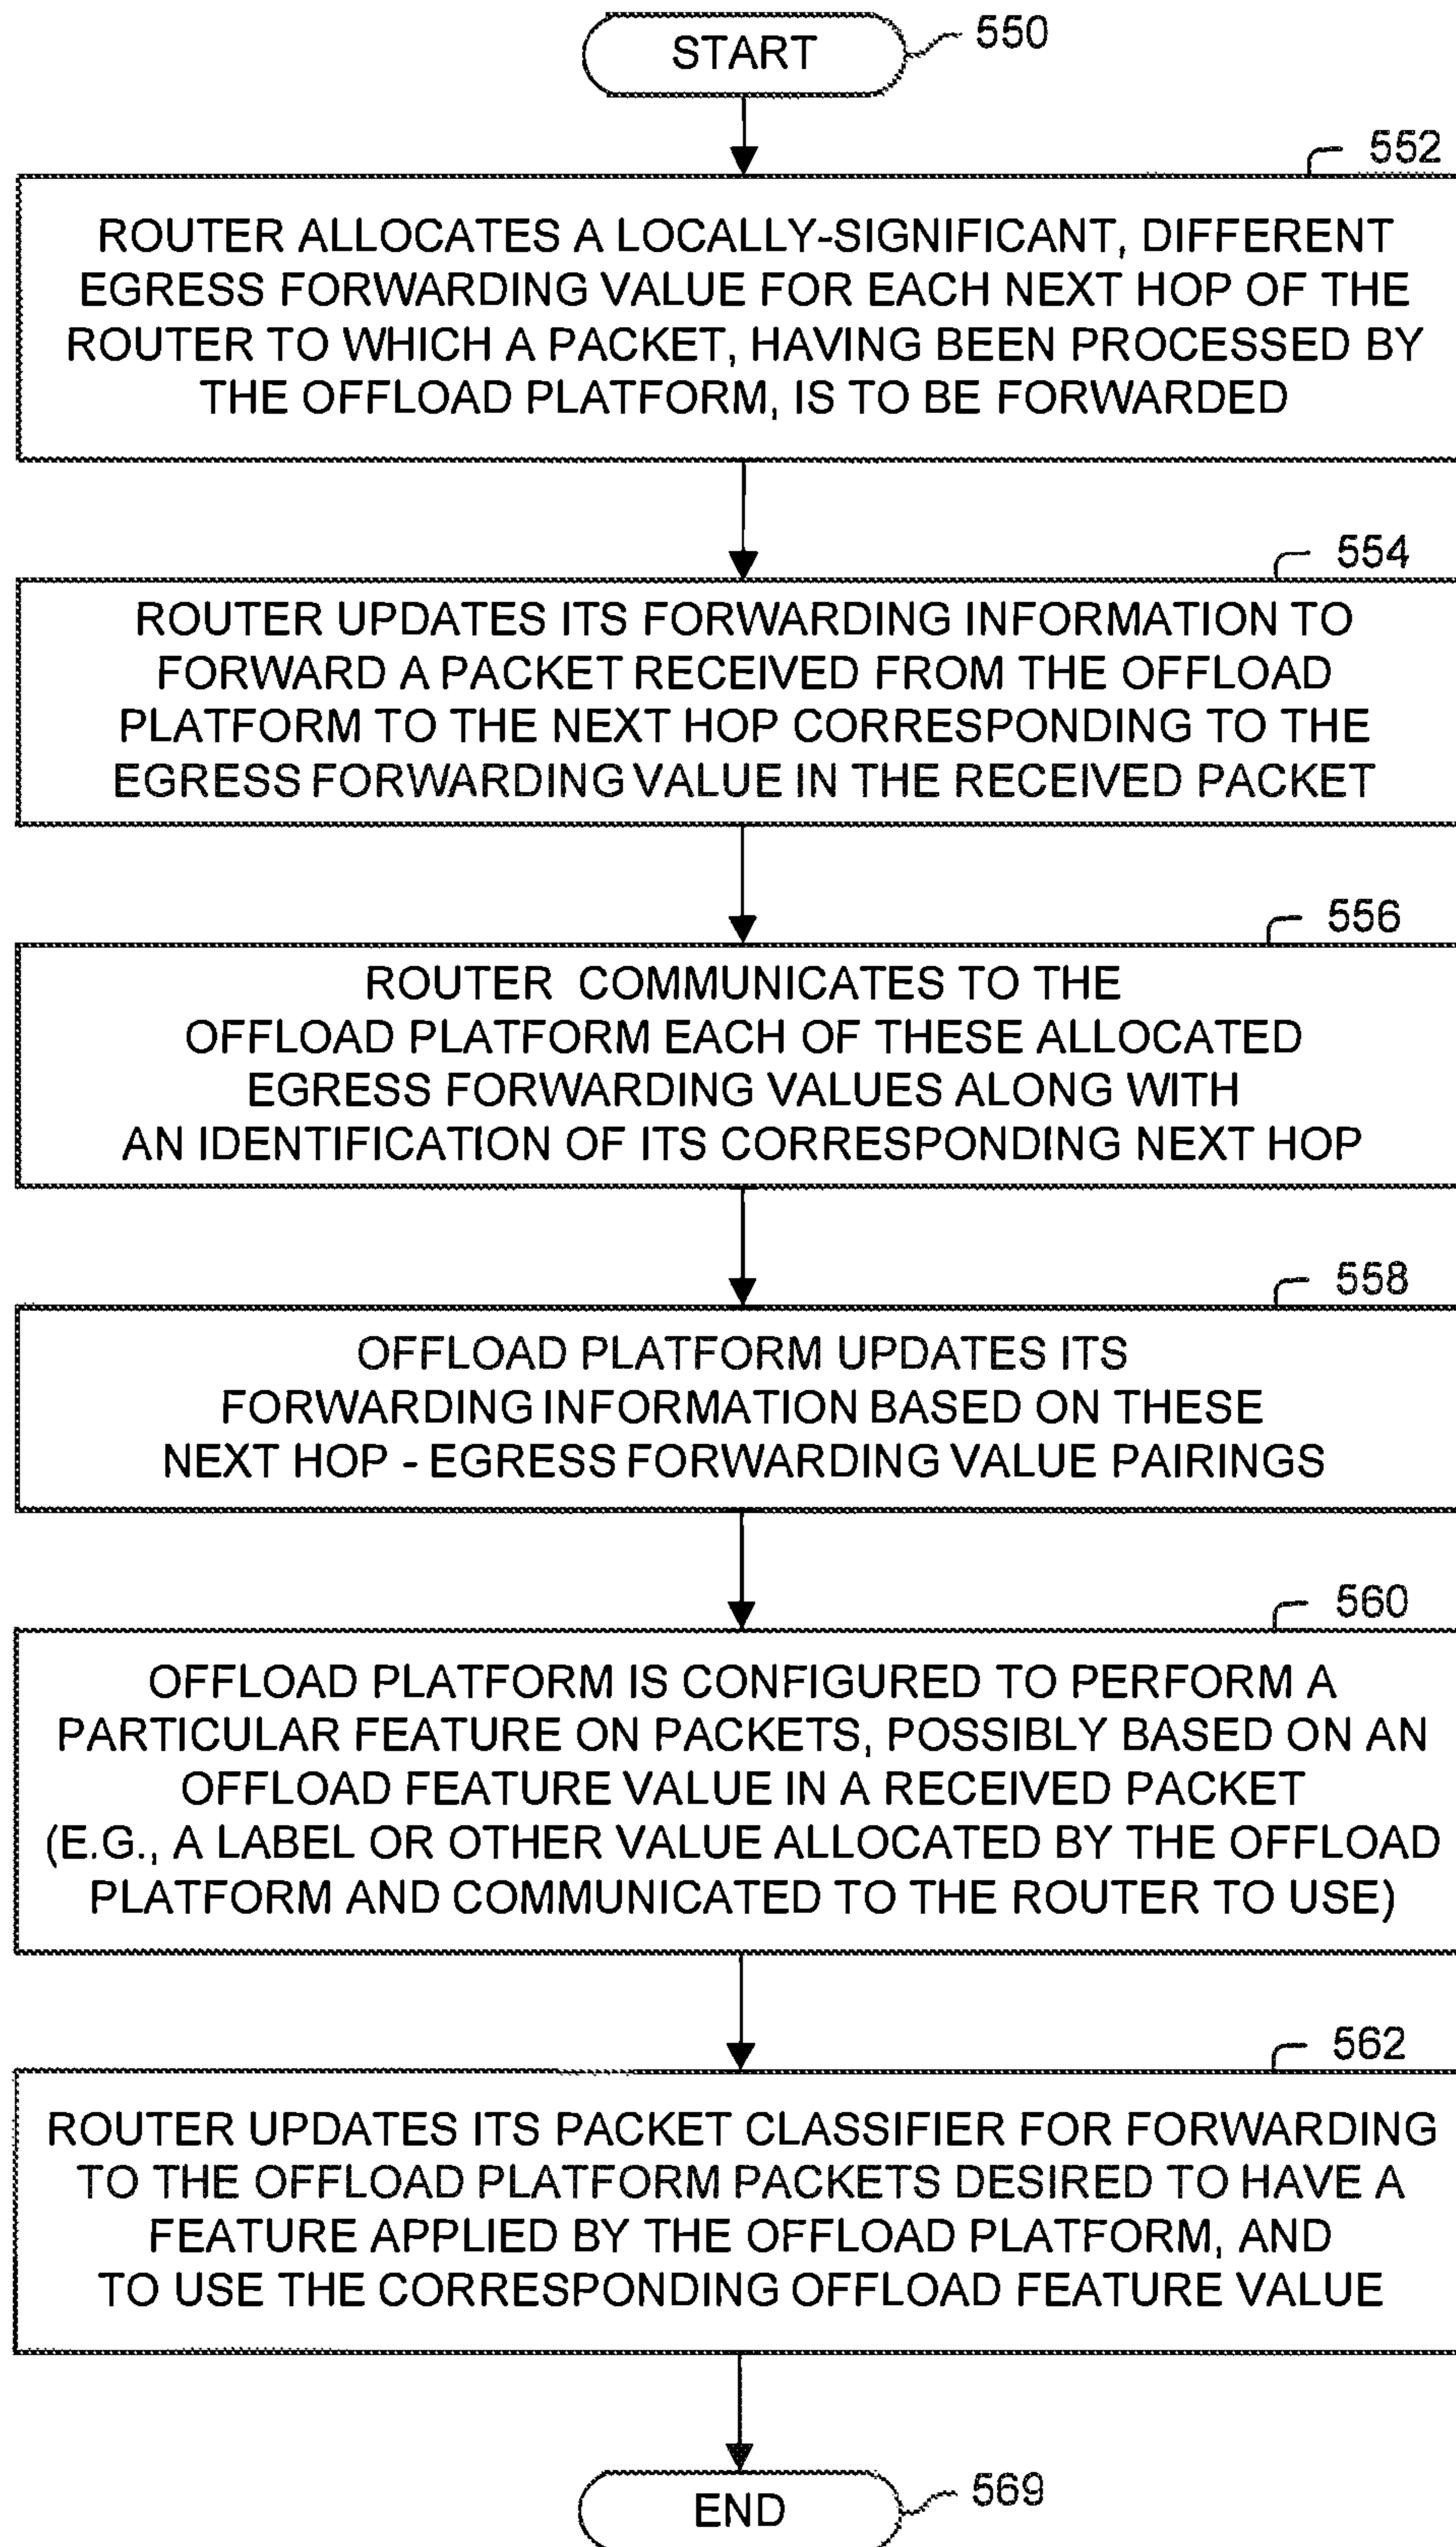 START
550
552
ROUTER ALLOCATES A LOCALLY-SIGNIFICANT, DIFFERENT
EGRESS FORWARDING VALUE FOR EACH NEXT HOP OF THE
ROUTER TO WHICH A PACKET, HAVING BEEN PROCESSED BY
THE OFFLOAD PLATFORM, IS TO BE FORWARDED
554
ROUTER UPDATES ITS FORWARDING INFORMATION TO
FORWARD A PACKET RECEIVED FROM THE OFFLOAD
PLATFORM TO THE NEXT HOP CORRESPONDING TO THE
EGRESS FORWARDING VALUE IN THE RECEIVED PACKET
556
ROUTER COMMUNICATES TO THE
OFFLOAD PLATFORM EACH OF THESE ALLOCATED
EGRESS FORWARDING VALUES ALONG WITH
AN IDENTIFICATION OF ITS CORRESPONDING NEXT HOP
558
OFFLOAD PLATFORM UPDATES ITS
FORWARDING INFORMATION BASED ON THESE
NEXT HOP - EGRESS FORWARDING VALUE PAIRINGS
560
OFFLOAD PLATFORM IS CONFIGURED TO PERFORM A
PARTICULAR FEATURE ON PACKETS, POSSIBLY BASED ON AN
OFFLOAD FEATURE VALUE IN A RECEIVED PACKET
(E.G., A LABEL OR OTHER VALUE ALLOCATED BY THE OFFLOAD
PLATFORM AND COMMUNICATED TO THE ROUTER TO USE)
562
ROUTER UPDATES ITS PACKET CLASSIFIER FOR FORWARDING
TO THE OFFLOAD PLATFORM PACKETS DESIRED TO HAVE A
FEATURE APPLIED BY THE OFFLOAD PLATFORM, AND
TO USE THE CORRESPONDING OFFLOAD FEATURE VALUE
END
569